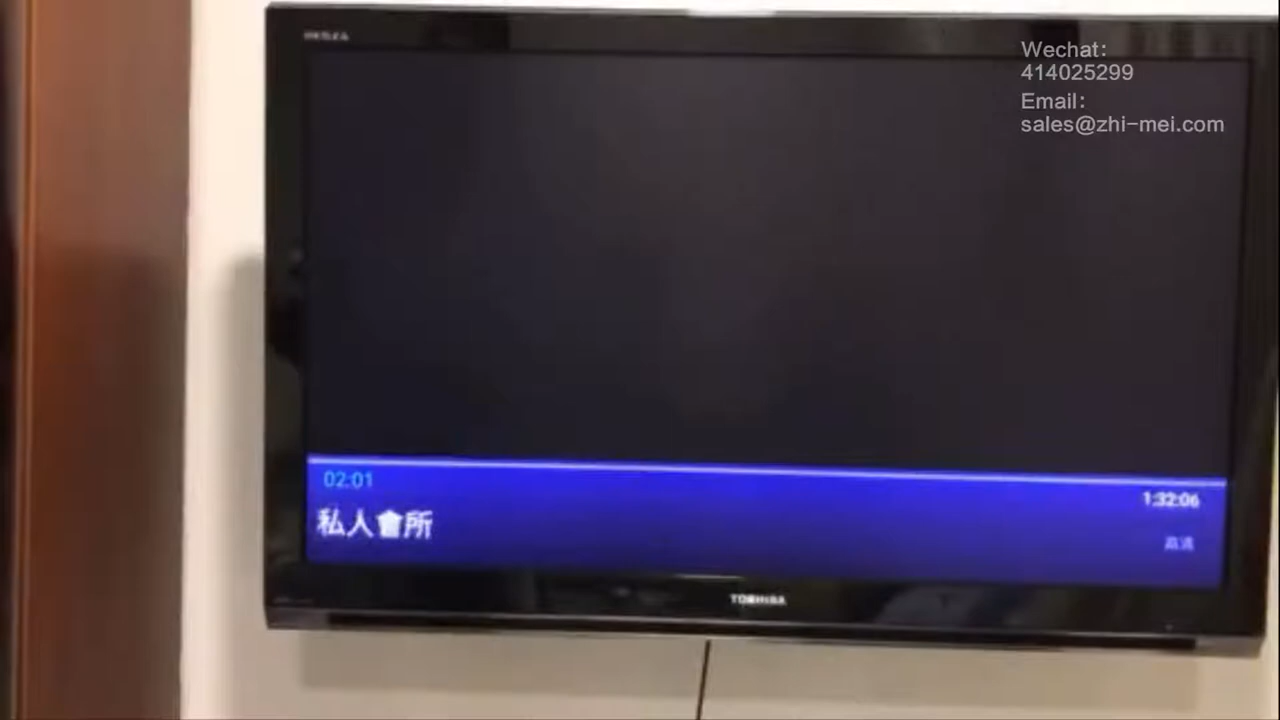 Wechat:
414025299
Email:
sales@zhi-mei.com
02:01
1:32:06
私人會所
高清
TOSHIBA